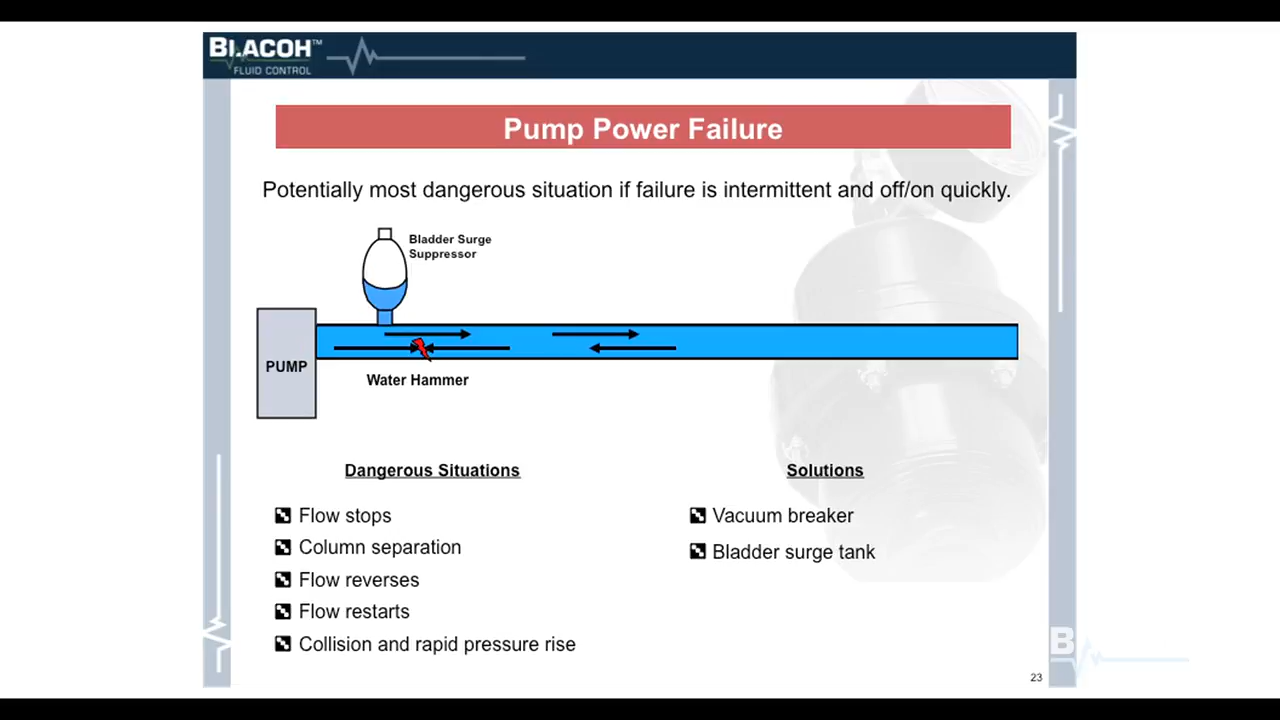 BLACOH™
FLUID CONTROL
Pump Power Failure
Potentially most dangerous situation if failure is intermittent and off/on quickly.
Bladder Surge
Suppressor
PUMP
Water Hammer
Dangerous Situations
Flow stops
Column separation
Flow reverses
Flow restarts
Collision and rapid pressure rise
Solutions
Vacuum breaker
Bladder surge tank
B
23